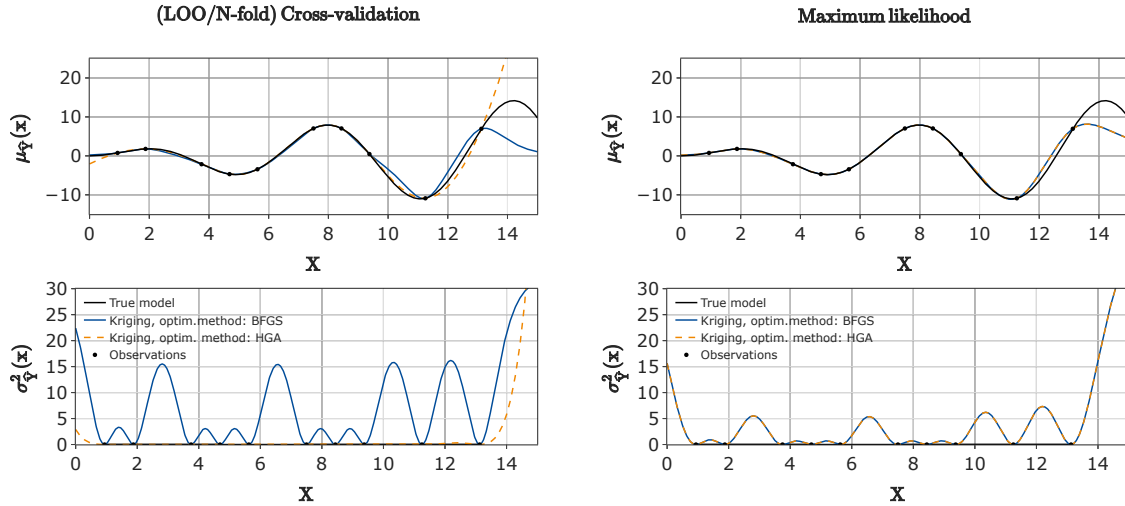 (LOO/N-fold) Cross-validation
Maximum likelihood
μ_Ŷ(x)
20
10
0
−10
0 2 4 6 8 10 12 14
X
μ_Ŷ(x)
20
10
0
−10
0 2 4 6 8 10 12 14
X
σ²_Ŷ(x)
30
25
20
15
10
5
0
True model
Kriging, optim.method: BFGS
Kriging, optim. method: HGA
Observations
0 2 4 6 8 10 12 14
X
σ²_Ŷ(x)
30
25
20
15
10
5
0
True model
Kriging, optim.method: BFGS
Kriging, optim. method: HGA
Observations
0 2 4 6 8 10 12 14
X